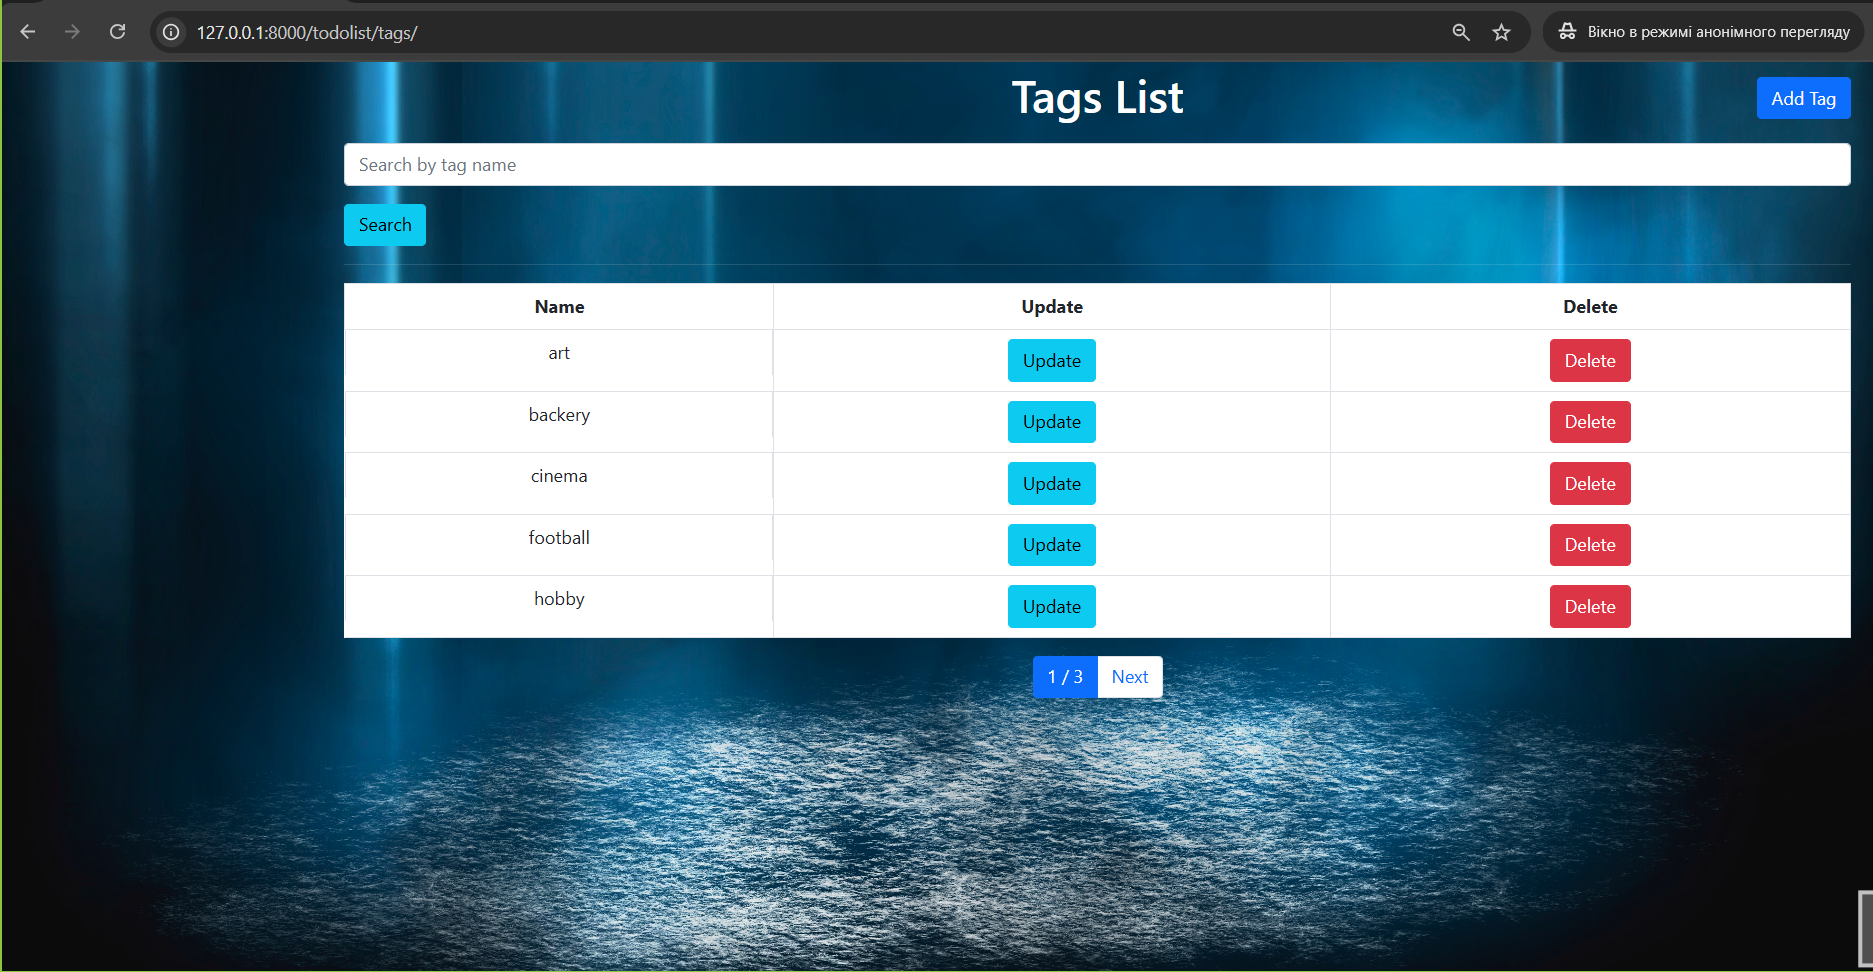 127.0.0.1:8000/todolist/tags/
Вікно в режимі анонімного перегляду
Tags List
Add Tag
Search by tag name
Search
Name Update Delete
art Update Delete
backery Update Delete
cinema Update Delete
football Update Delete
hobby Update Delete
1 / 3 Next